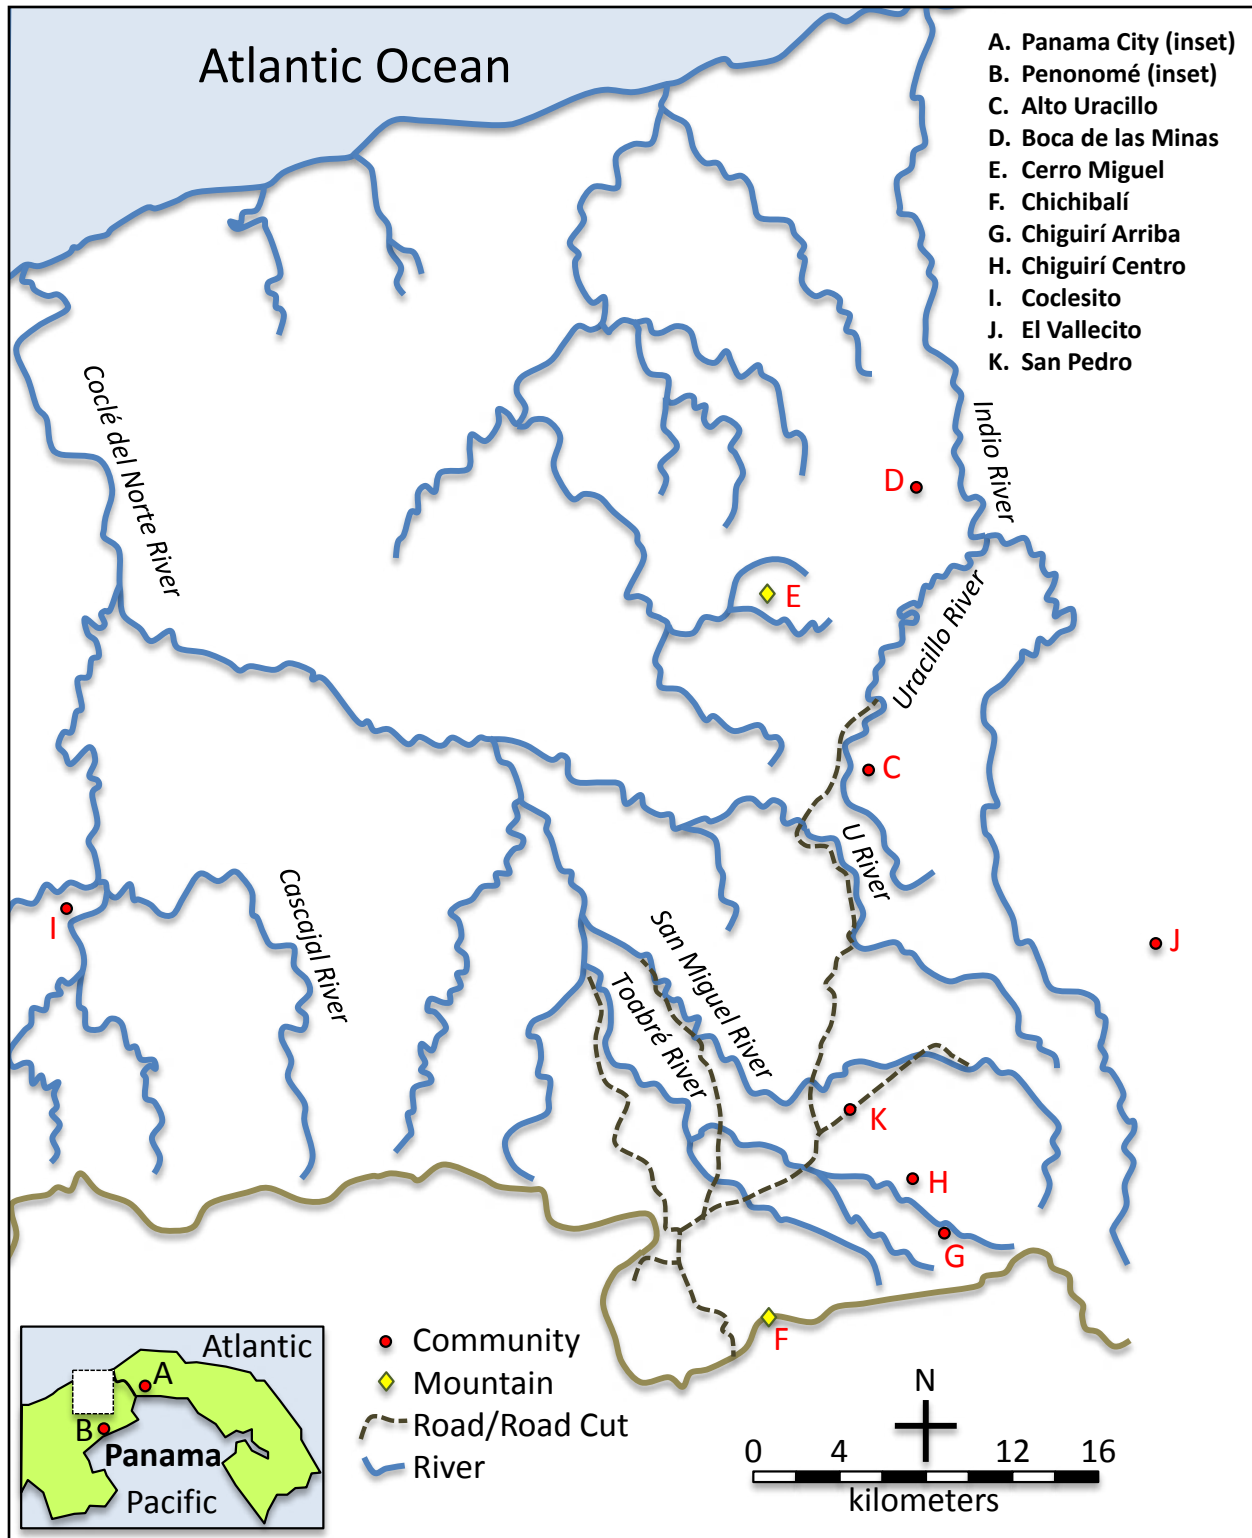 Atlantic Ocean
A. Panama City (inset)
B. Penonomé (inset)
C. Alto Uracillo
D. Boca de las Minas
E. Cerro Miguel
F. Chichibalí
G. Chiguirí Arriba
H. Chiguirí Centro
I. Coclesito
J. El Vallecito
K. San Pedro
Coclé del Norte River
Indio River
D
E
Uracillo River
C
U River
Cascajal River
I
San Miguel River
Toabré River
J
K
H
G
F
Atlantic
A
B
Panama
Pacific
Community
Mountain
Road/Road Cut
River
N
0 4 12 16
kilometers